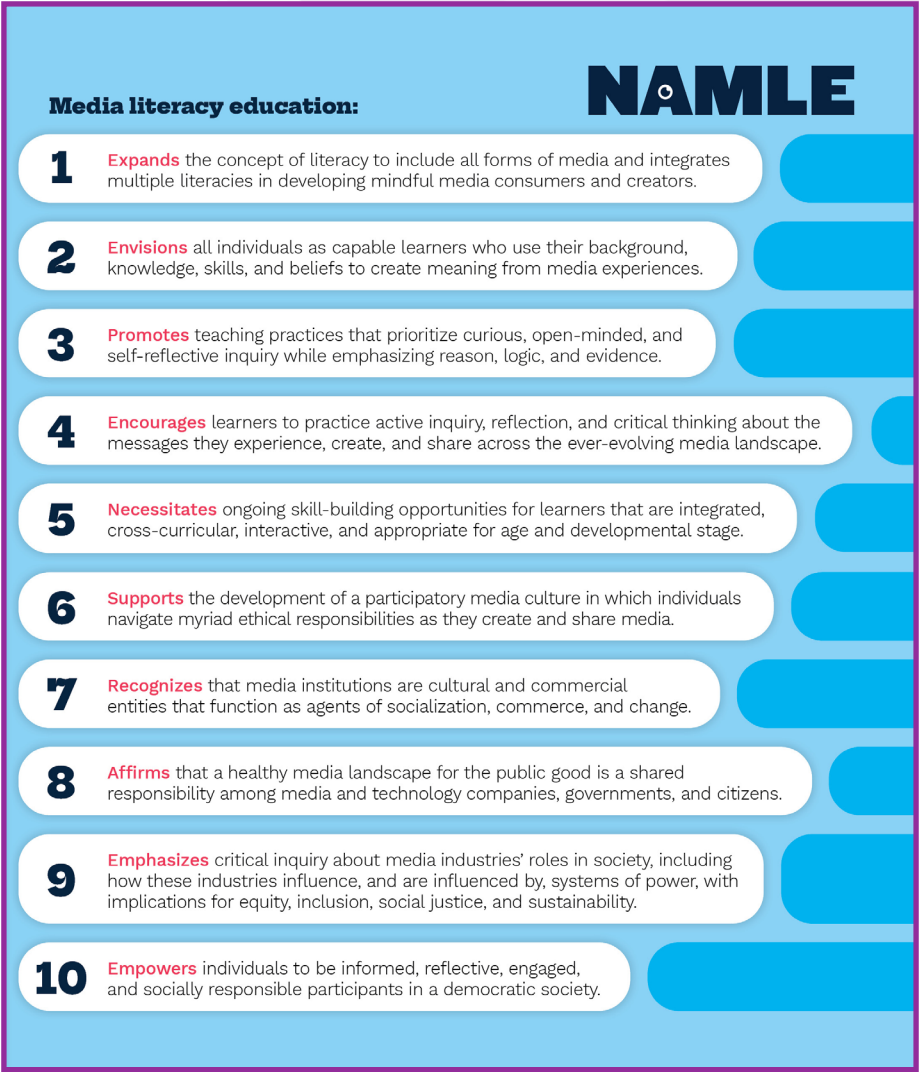 NAMLE
Media literacy education:
1
Expands the concept of literacy to include all forms of media and integrates
multiple literacies in developing mindful media consumers and creators.
2
Envisions all individuals as capable learners who use their background,
knowledge, skills, and beliefs to create meaning from media experiences.
3
Promotes teaching practices that prioritize curious, open-minded, and
self-reflective inquiry while emphasizing reason, logic, and evidence.
4
Encourages learners to practice active inquiry, reflection, and critical thinking about the
messages they experience, create, and share across the ever-evolving media landscape.
5
Necessitates ongoing skill-building opportunities for learners that are integrated,
cross-curricular, interactive, and appropriate for age and developmental stage.
6
Supports the development of a participatory media culture in which individuals
navigate myriad ethical responsibilities as they create and share media.
7
Recognizes that media institutions are cultural and commercial
entities that function as agents of socialization, commerce, and change.
8
Affirms that a healthy media landscape for the public good is a shared
responsibility among media and technology companies, governments, and citizens.
9
Emphasizes critical inquiry about media industries’ roles in society, including
how these industries influence, and are influenced by, systems of power, with
implications for equity, inclusion, social justice, and sustainability.
10
Empowers individuals to be informed, reflective, engaged,
and socially responsible participants in a democratic society.